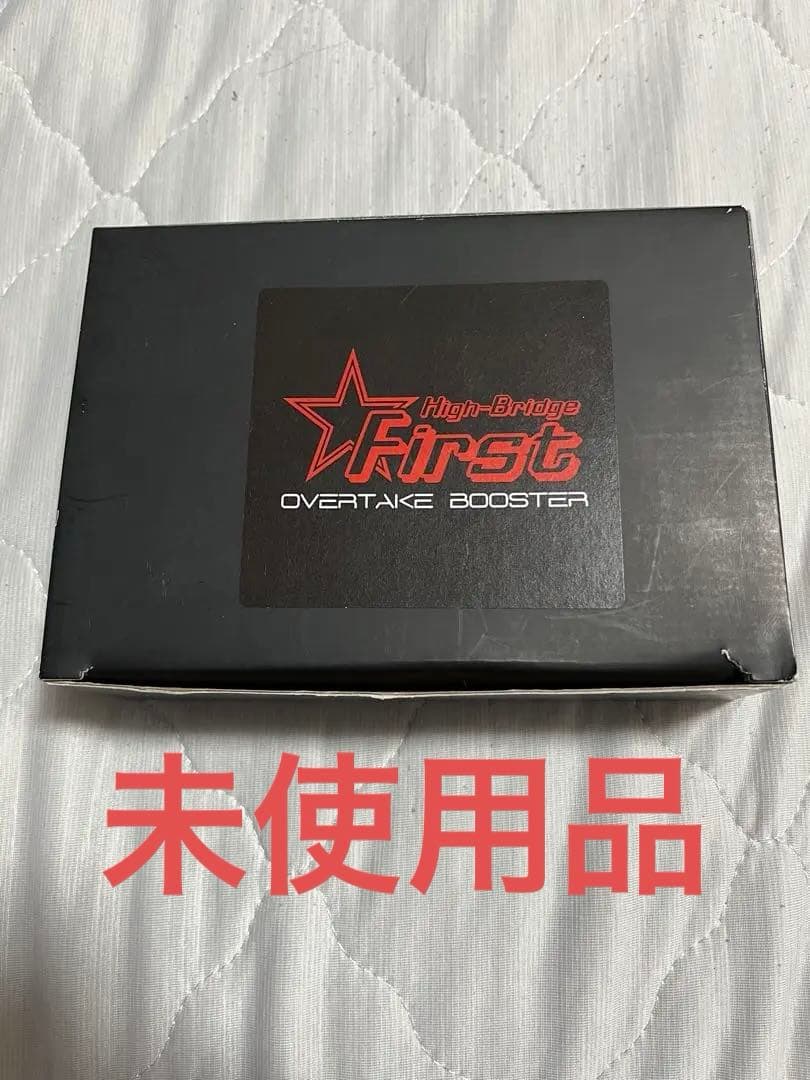 High-Bridge
First
OVERTAKE BOOSTER
未使用品